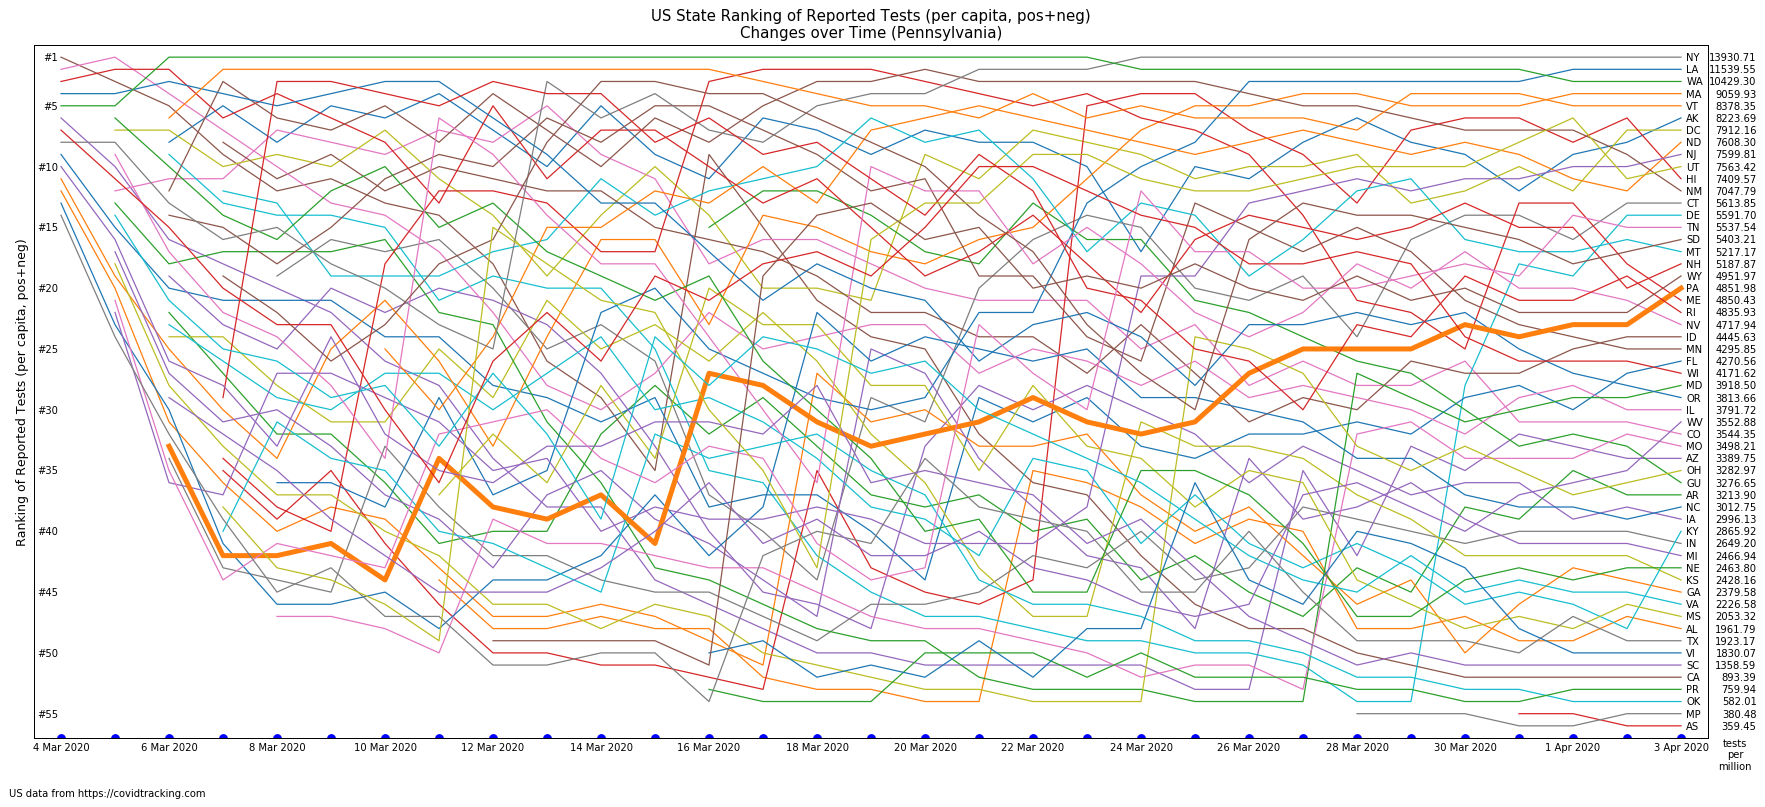 US State Ranking of Reported Tests (per capita, pos+neg)
Changes over Time (Pennsylvania)
Ranking of Reported Tests (per capita, pos+neg)
#1
#5
#10
#15
#20
#25
#30
#35
#40
#45
#50
#55
NY 13930.71
LA 11539.55
WA 10429.30
MA 9059.93
VT 8378.35
AK 8223.69
DC 7912.16
ND 7608.30
NJ 7599.81
UT 7563.42
HI 7409.57
NM 7047.79
CT 5613.85
DE 5591.70
TN 5537.54
SD 5403.21
MT 5217.17
NH 5187.87
WY 4951.97
PA 4851.98
ME 4850.43
RI 4835.93
NV 4717.94
ID 4445.63
MN 4295.85
FL 4270.56
WI 4171.62
MD 3918.50
OR 3813.66
IL 3791.72
WV 3552.88
CO 3544.35
MO 3498.21
AZ 3389.75
OH 3282.97
GU 3276.65
AR 3213.90
NC 3012.75
IA 2996.13
KY 2865.92
IN 2649.20
MI 2466.94
NE 2463.80
KS 2428.16
GA 2379.58
VA 2226.58
MS 2053.32
AL 1961.79
TX 1923.17
VI 1830.07
SC 1358.59
CA 893.39
PR 759.94
OK 582.01
MP 380.48
AS 359.45
4 Mar 2020 6 Mar 2020 8 Mar 2020 10 Mar 2020 12 Mar 2020 14 Mar 2020 16 Mar 2020 18 Mar 2020 20 Mar 2020 22 Mar 2020 24 Mar 2020 26 Mar 2020 28 Mar 2020 30 Mar 2020 1 Apr 2020 3 Apr 2020
tests
per
million
US data from https://covidtracking.com